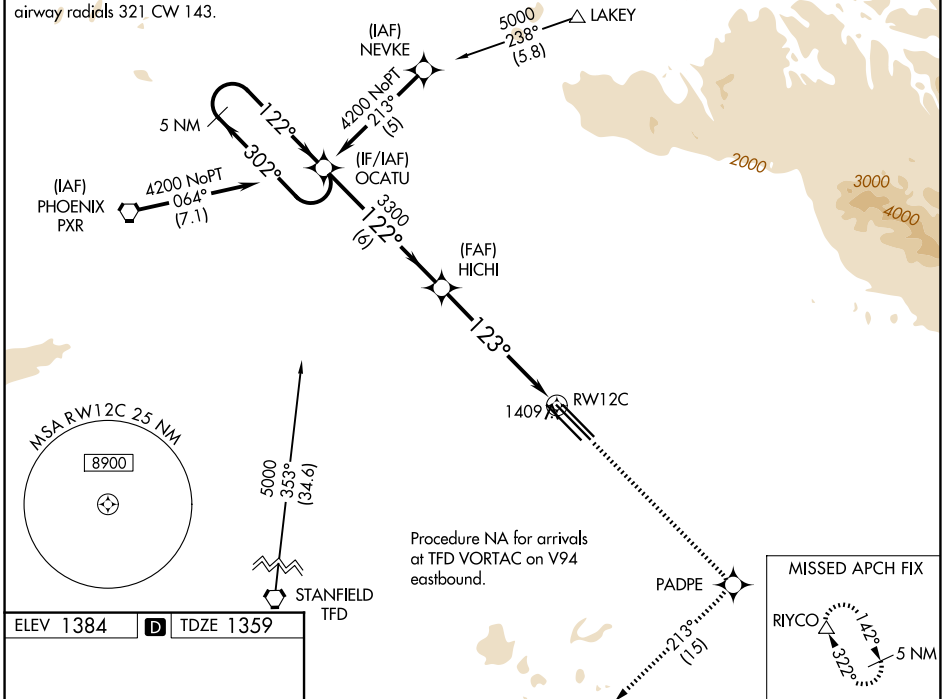 airway radials 321 CW 143.
5000
238°
(5.8)
LAKEY
(IAF)
NEVKE
4200 NoPT
213°
(5)
5 NM
122°
302°
(IF/IAF)
OCATU
(IAF)
PHOENIX
PXR
4200 NoPT
064°
(7.1)
3300
122°
(6)
(FAF)
HICHI
123°
2000
3000
4000
1409
RW12C
MSA RW12C 25 NM
8900
5000
353°
(34.6)
STANFIELD
TFD
Procedure NA for arrivals
at TFD VORTAC on V94
eastbound.
PADPE
213°
(15)
MISSED APCH FIX
RIYCO
142°
322°
5 NM
ELEV 1384 D TDZE 1359